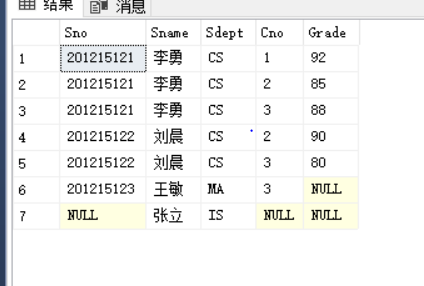 结果 消息
Sno Sname Sdept Cno Grade
1 201215121 李勇 CS 1 92
2 201215121 李勇 CS 2 85
3 201215121 李勇 CS 3 88
4 201215122 刘晨 CS 2 90
5 201215122 刘晨 CS 3 80
6 201215123 王敏 MA 3 NULL
7 NULL 张立 IS NULL NULL